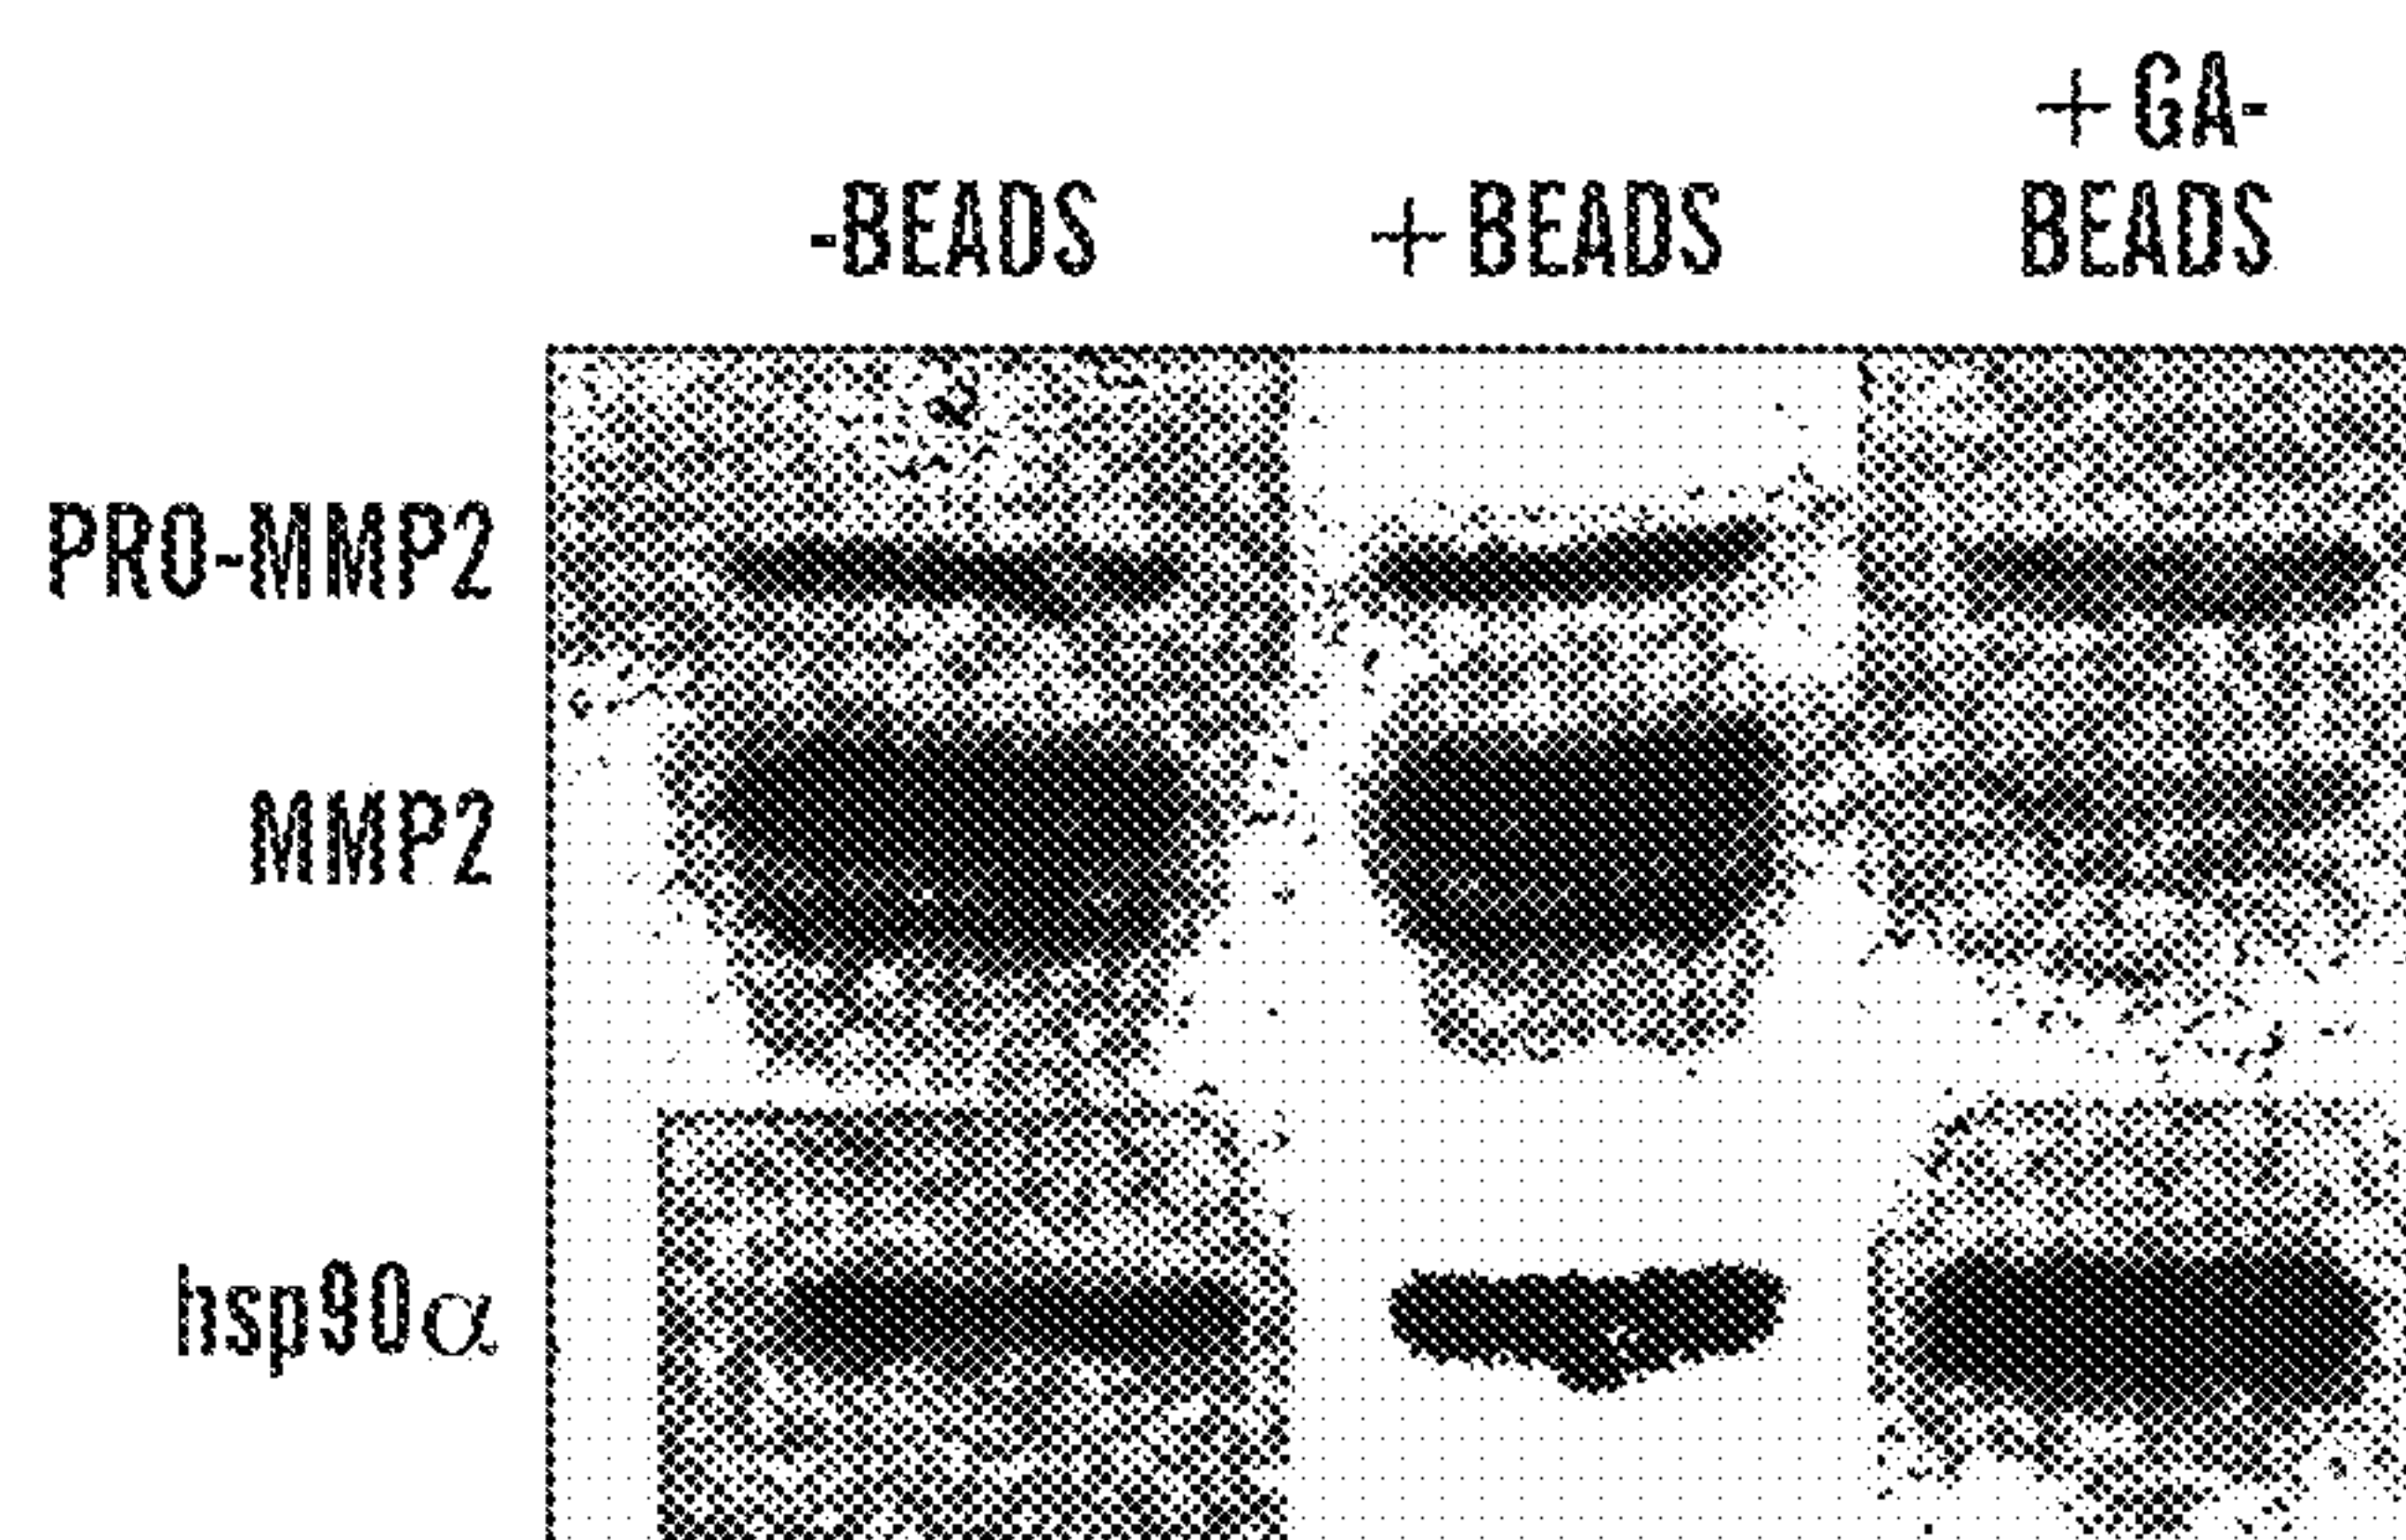 + GA-
-BEADS + BEADS BEADS
PRO-MMP2
MMP2
hsp90α